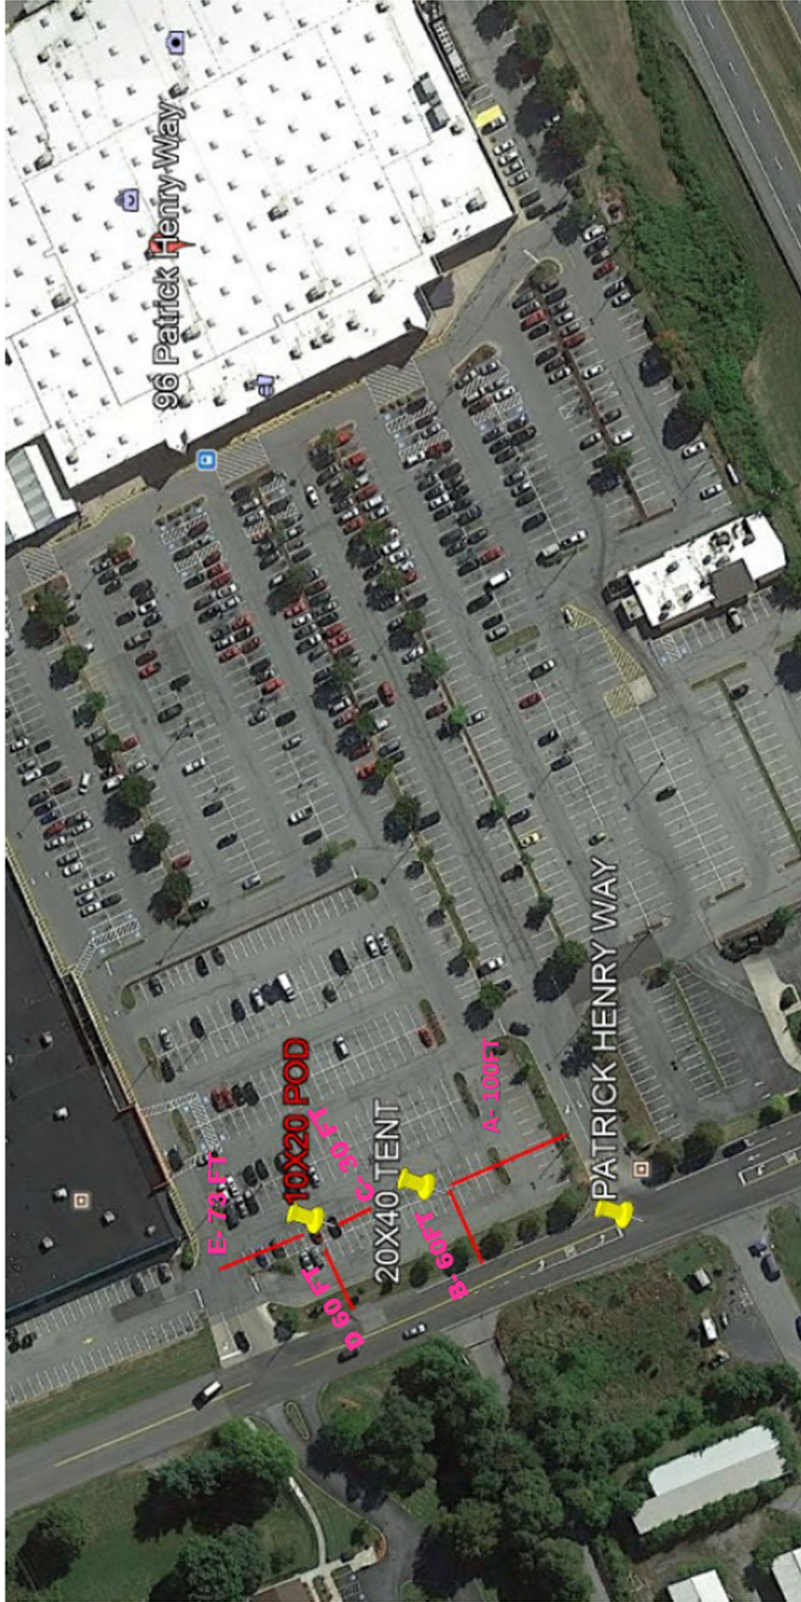 96 Patrick Henry Way
10X20 POD
E- 73 FT
C- 30 FT
A- 100FT
20X40 TENT
D 60 FT
B- 60FT
PATRICK HENRY WAY